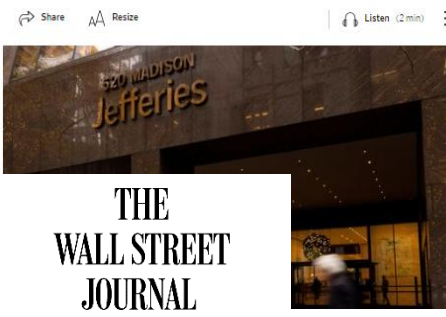 Share Resize Listen (2 min)
520 MADISON
Jefferies
THE
WALL STREET
JOURNAL